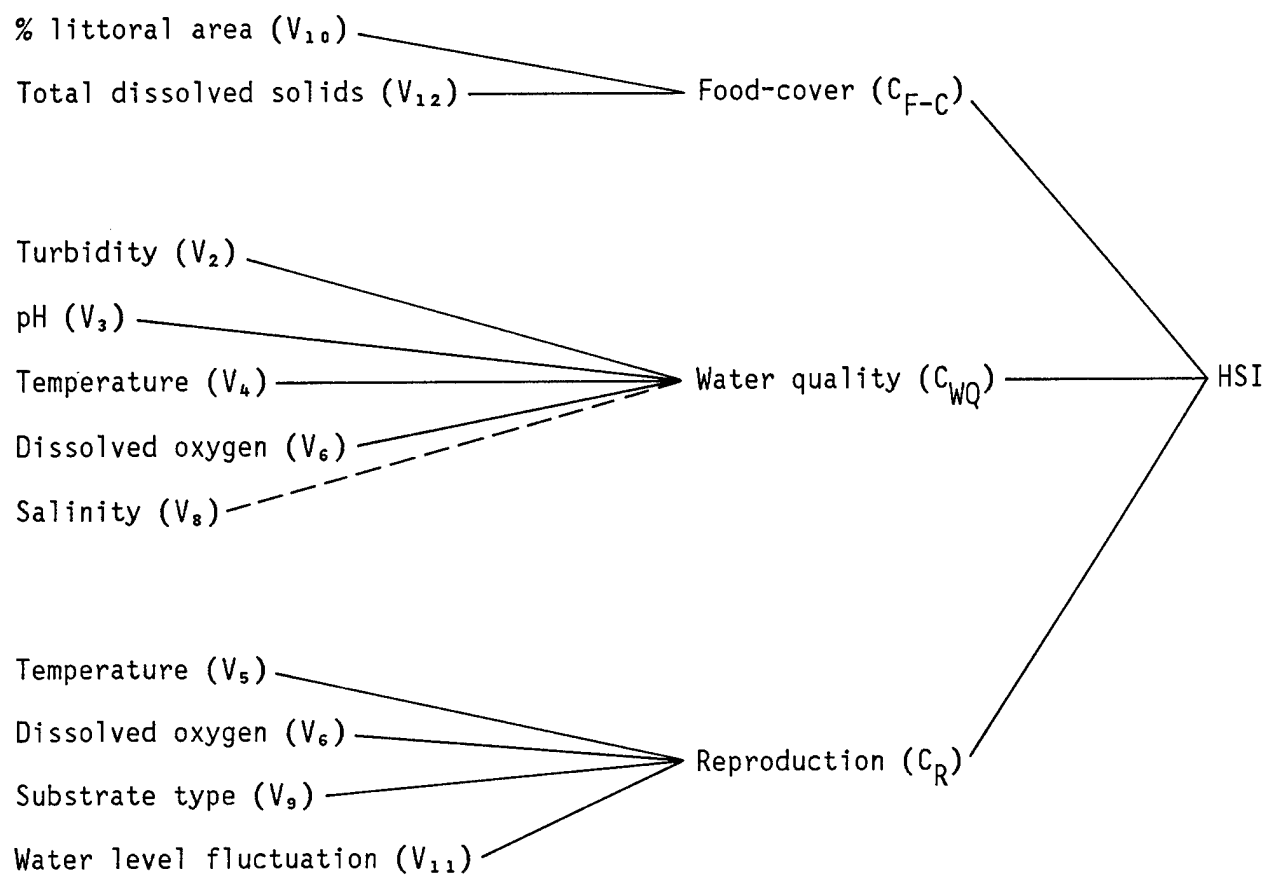 % littoral area (V₁₀)
Total dissolved solids (V₁₂)
Food-cover (C_F-C)
Turbidity (V₂)
pH (V₃)
Temperature (V₄)
Water quality (C_WQ)
HSI
Dissolved oxygen (V₆)
Salinity (V₈)
Temperature (V₅)
Dissolved oxygen (V₆)
Reproduction (C_R)
Substrate type (V₉)
Water level fluctuation (V₁₁)